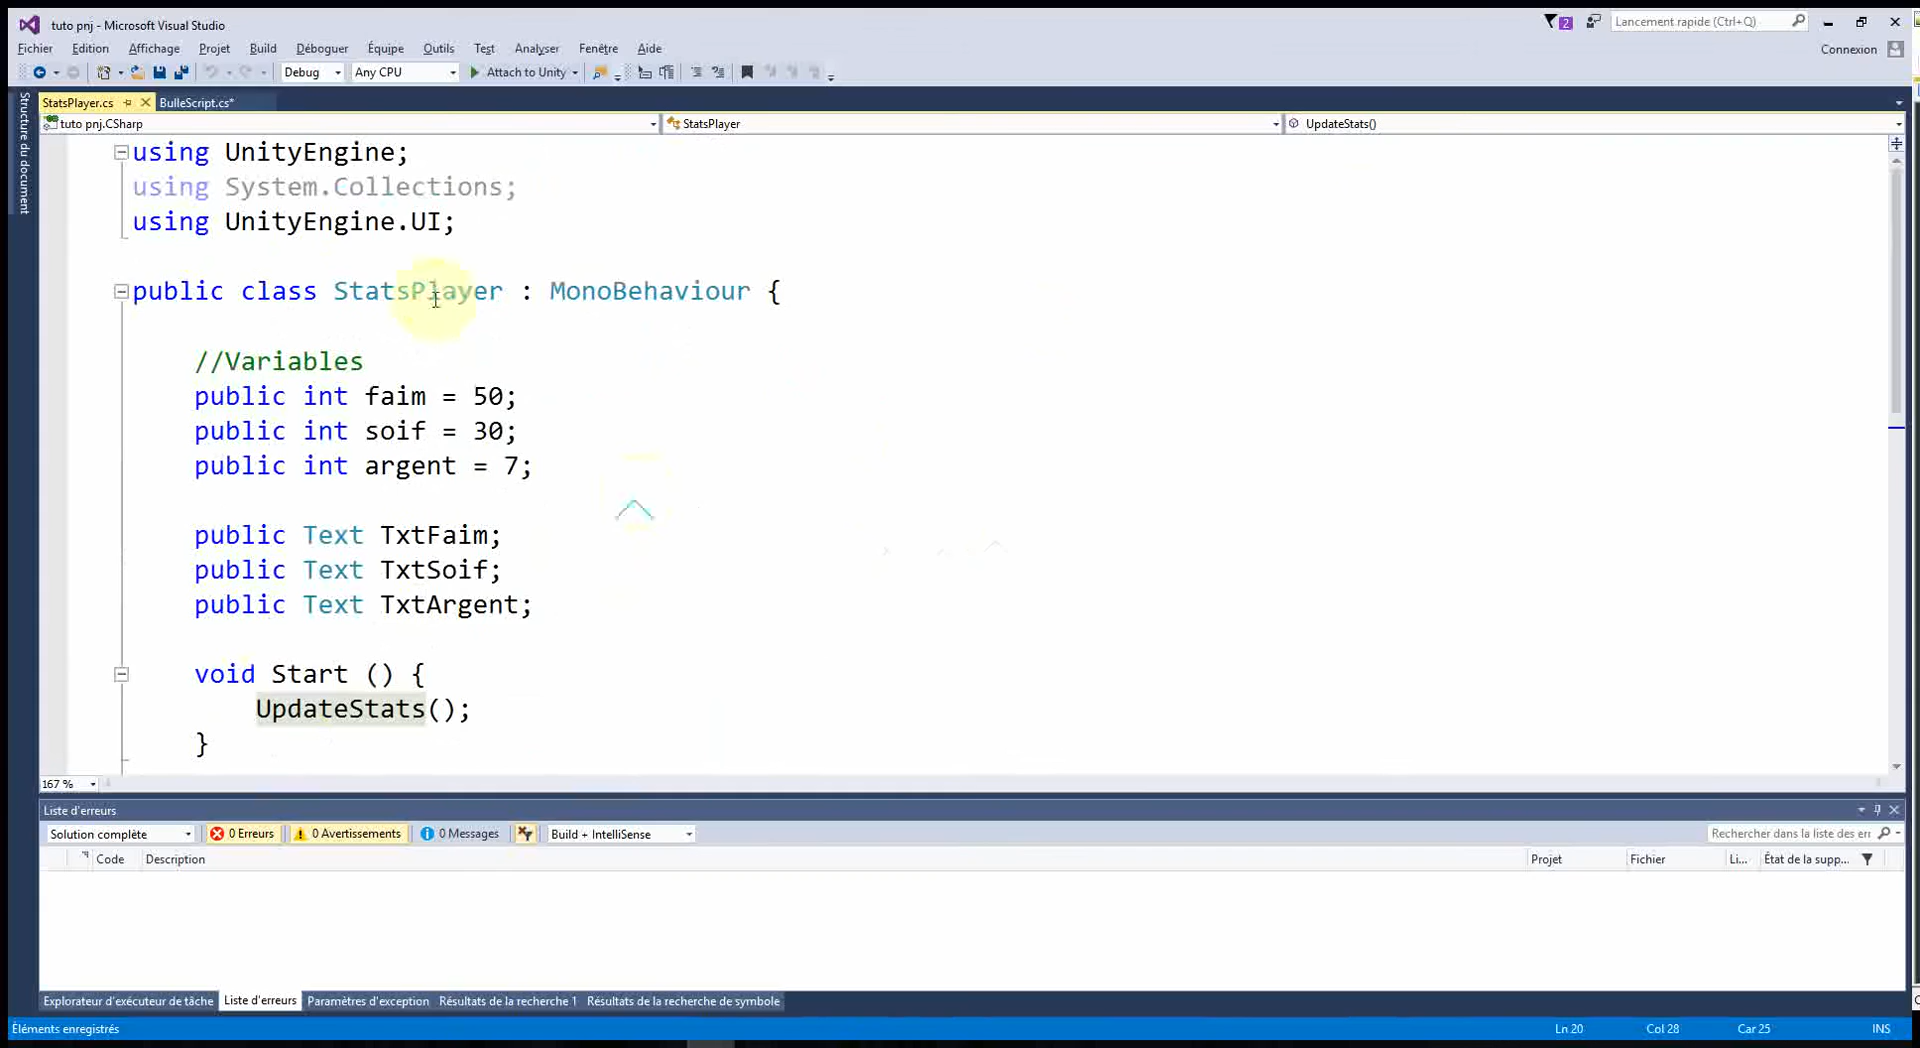 tuto pnj - Microsoft Visual Studio
2
Lancement rapide (Ctrl+Q)
Fichier Edition Affichage Projet Build Déboguer Équipe Outils Test Analyser Fenêtre Aide
Connexion
Debug Any CPU Attach to Unity
StatsPlayer.cs BulleScript.cs*
Structure du document
tuto pnj.CSharp StatsPlayer UpdateStats()
using UnityEngine;
using System.Collections;
using UnityEngine.UI;
public class StatsPlayer : MonoBehaviour {
//Variables
public int faim = 50;
public int soif = 30;
public int argent = 7;
public Text TxtFaim;
public Text TxtSoif;
public Text TxtArgent;
void Start () {
UpdateStats();
}
167 %
Liste d'erreurs
Solution complète 0 Erreurs 0 Avertissements 0 Messages Build + IntelliSense Rechercher dans la liste des err
Code Description Projet Fichier Li... État de la supp...
Explorateur d'exécuteur de tâche Liste d'erreurs Paramètres d'exception Résultats de la recherche 1 Résultats de la recherche de symbole
Éléments enregistrés Ln 20 Col 28 Car 25 INS